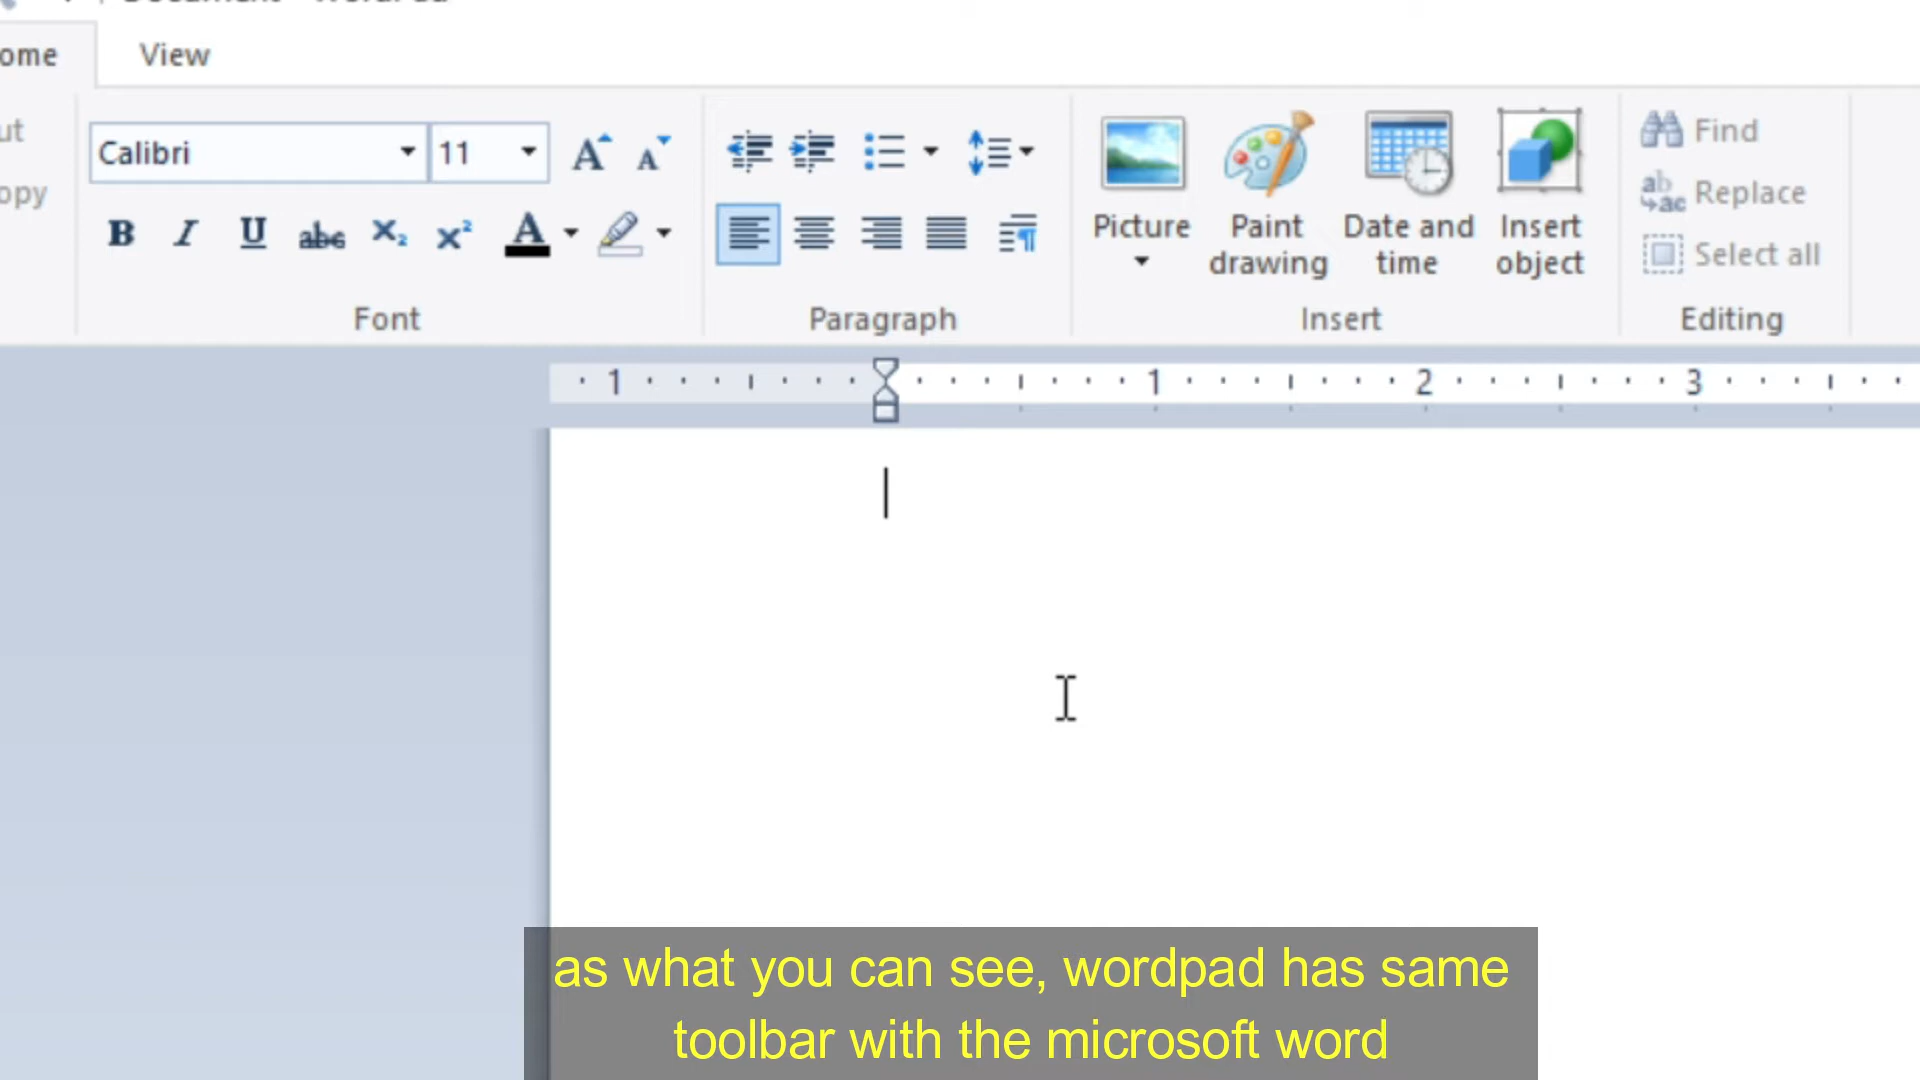 View
Calibri
11
B I U abc X₂ X² A
Font
Paragraph
Picture
Paint
drawing
Date and
time
Insert
object
Insert
Find
Replace
Select all
Editing
1 1 2 3
as what you can see, wordpad has same
toolbar with the microsoft word